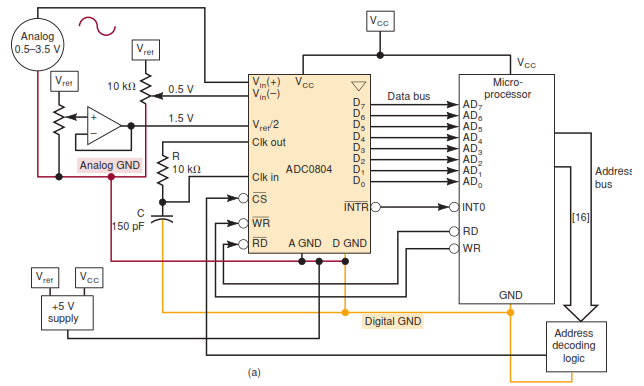 Analog
0.5–3.5 V
Vref
10 kΩ
0.5 V
Vref
1.5 V
Analog GND
R
10 kΩ
C
150 pF
Vref
VCC
+5 V
supply
Vin(+)
VCC
Vin(–)
Vref/2
Clk out
Clk in
ADC0804
CS
WR
RD
A GND
D GND
D7
D6
D5
D4
D3
D2
D1
D0
INTR
VCC
Data bus
VCC
Micro-
processor
AD7
AD6
AD5
AD4
AD3
AD2
AD1
AD0
INT0
RD
WR
GND
Address
bus
[16]
Digital GND
Address
decoding
logic
(a)